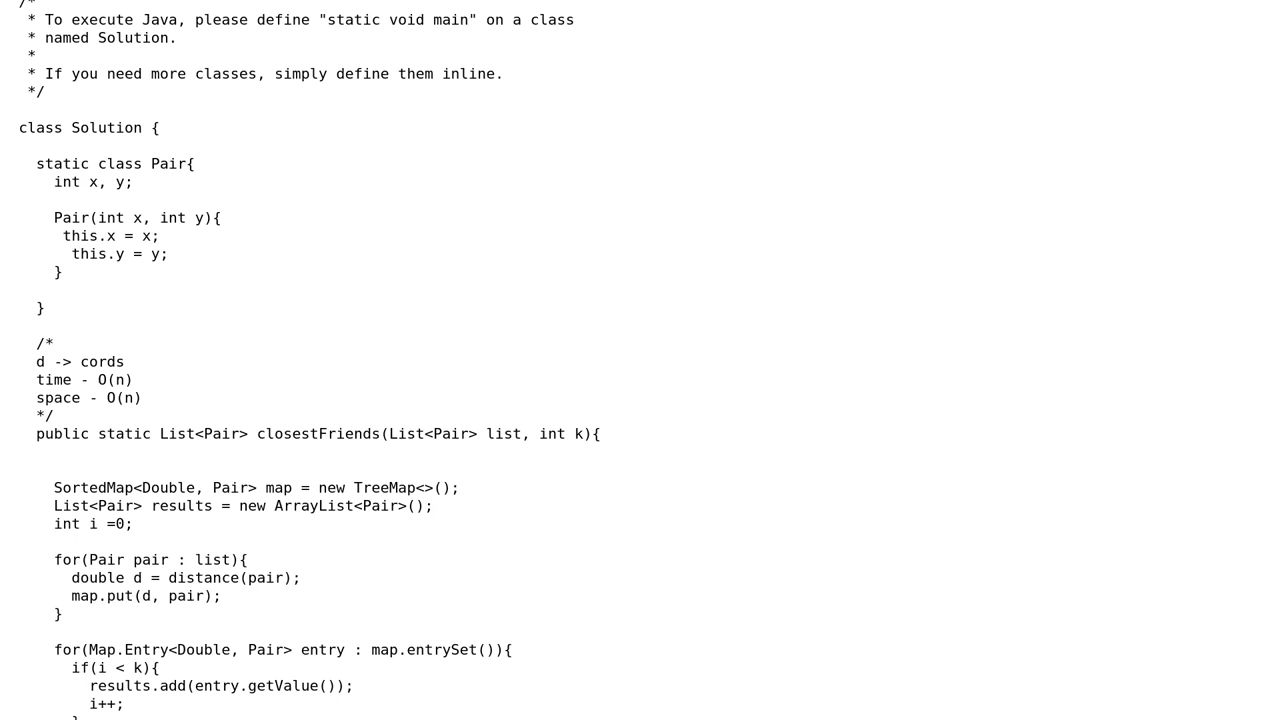 /*
 * To execute Java, please define "static void main" on a class
 * named Solution.
 *
 * If you need more classes, simply define them inline.
 */

class Solution {

  static class Pair{
    int x, y;

    Pair(int x, int y){
     this.x = x;
      this.y = y;
    }

  }

  /*
  d -> cords
  time - O(n)
  space - O(n)
  */
  public static List<Pair> closestFriends(List<Pair> list, int k){


    SortedMap<Double, Pair> map = new TreeMap<>();
    List<Pair> results = new ArrayList<Pair>();
    int i =0;

    for(Pair pair : list){
      double d = distance(pair);
      map.put(d, pair);
    }

    for(Map.Entry<Double, Pair> entry : map.entrySet()){
      if(i < k){
        results.add(entry.getValue());
        i++;
      }